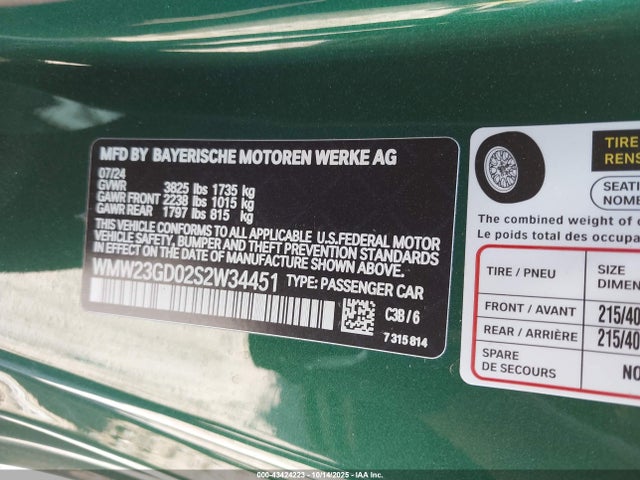 MFD BY BAYERISCHE MOTOREN WERKE AG
07/24
GVWR 3825 lbs 1735 kg
GAWR FRONT 2238 lbs 1015 kg
GAWR REAR 1797 lbs 815 kg
THIS VEHICLE CONFORMS TO ALL APPLICABLE U.S.FEDERAL MOTOR
VEHICLE SAFETY, BUMPER AND THEFT PREVENTION STANDARDS
IN EFFECT ON THE DATE OF MANUFACTURE SHOWN ABOVE.
WMW23GD02S2W34451 TYPE: PASSENGER CAR
C3B/6
7315814
TIRE
RENS
SEATI
NOMB
The combined weight of
Le poids total des occupa
TIRE / PNEU SIZE
DIMEN
FRONT / AVANT 215/40
REAR / ARRIÈRE 215/40
SPARE
DE SECOURS NO
000-43424223 - 10/14/2025 - IAA Inc.